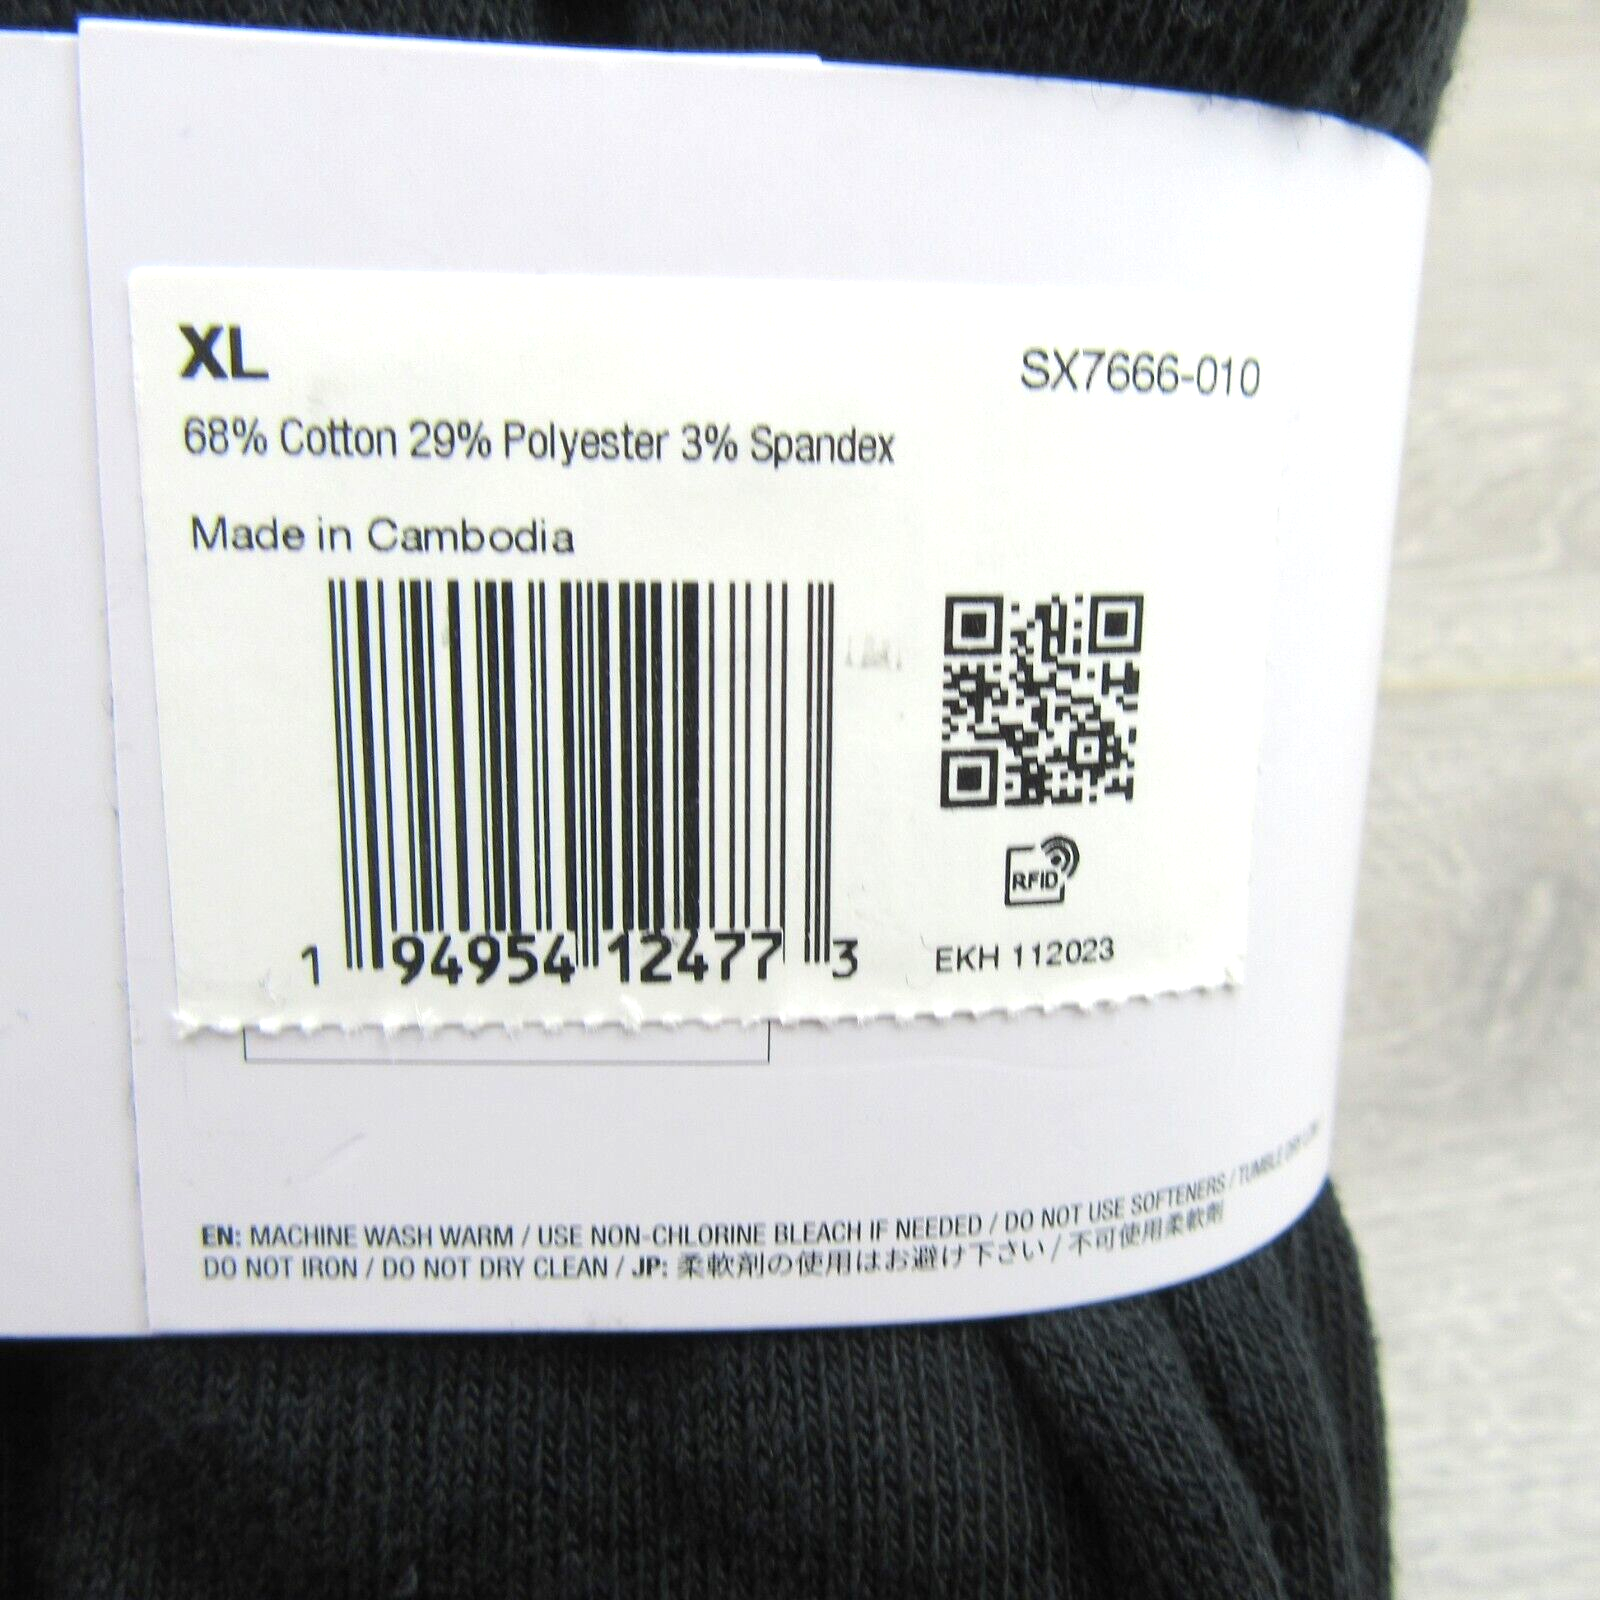 XL
SX7666-010
68% Cotton 29% Polyester 3% Spandex
Made in Cambodia
1 94954 12477 3
RFID
EKH 112023
EN: MACHINE WASH WARM / USE NON-CHLORINE BLEACH IF NEEDED / DO NOT USE SOFTENERS / TUMBLE DRY LOW
DO NOT IRON / DO NOT DRY CLEAN / JP: 柔軟剤の使用はお避け下さい / 不可使用柔軟劑